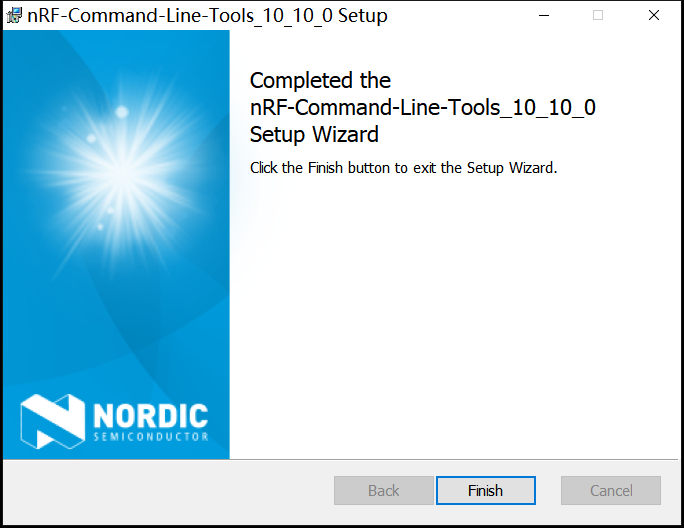 nRF-Command-Line-Tools_10_10_0 Setup
Completed the
nRF-Command-Line-Tools_10_10_0
Setup Wizard
Click the Finish button to exit the Setup Wizard.
NORDIC
SEMICONDUCTOR
Back
Finish
Cancel